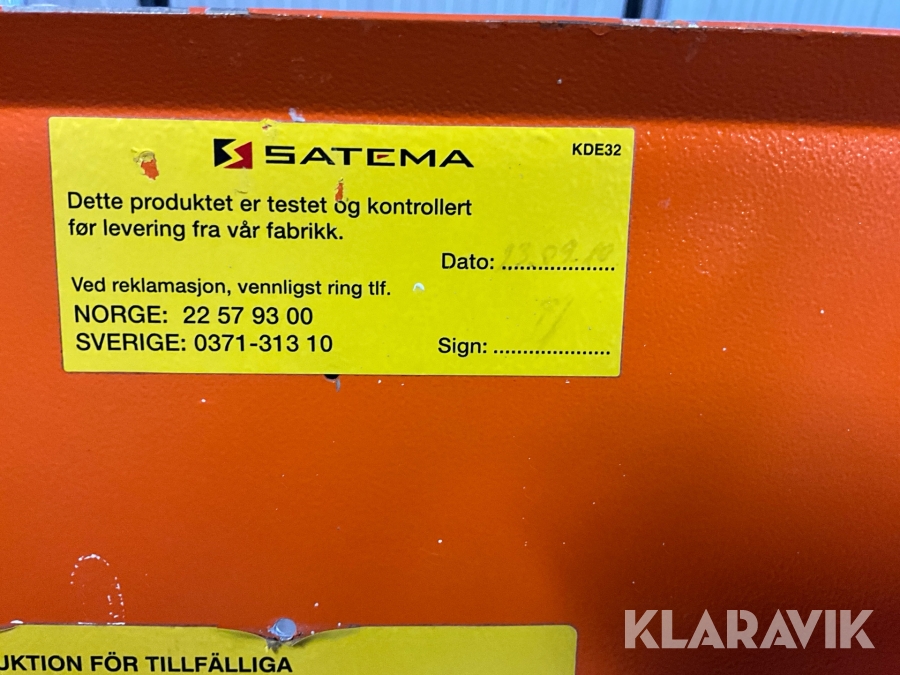 SATEMA
KDE32
Dette produktet er testet og kontrollert
før levering fra vår fabrikk.
Dato: ...................
Ved reklamasjon, vennligst ring tlf.
NORGE: 22 57 93 00
SVERIGE: 0371-313 10
Sign: ....................
KLARAVIK
UKTION FÖR TILLFÄLLIGA